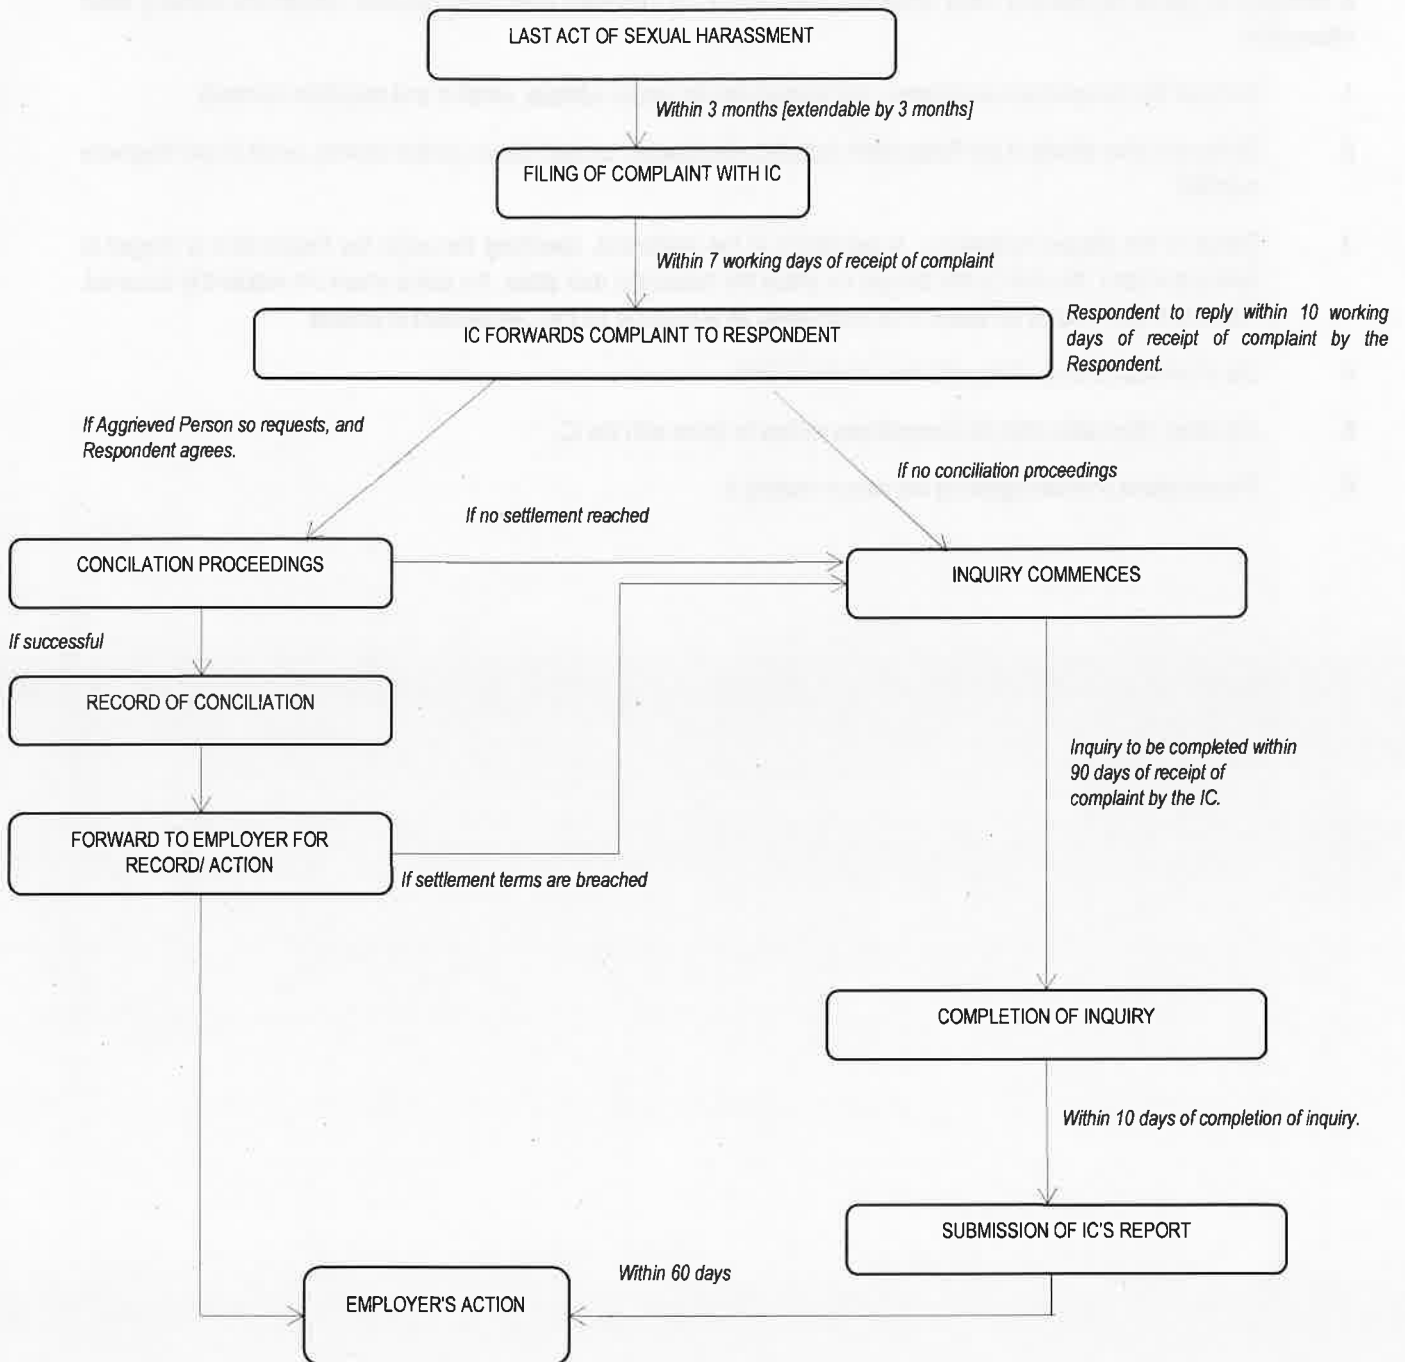 LAST ACT OF SEXUAL HARASSMENT
Within 3 months [extendable by 3 months]
FILING OF COMPLAINT WITH IC
Within 7 working days of receipt of complaint
IC FORWARDS COMPLAINT TO RESPONDENT
Respondent to reply within 10 working
days of receipt of complaint by the
Respondent.
If Aggrieved Person so requests, and
Respondent agrees.
If no conciliation proceedings
If no settlement reached
CONCILATION PROCEEDINGS
INQUIRY COMMENCES
If successful
RECORD OF CONCILIATION
Inquiry to be completed within
90 days of receipt of
complaint by the IC.
FORWARD TO EMPLOYER FOR
RECORD/ ACTION
If settlement terms are breached
COMPLETION OF INQUIRY
Within 10 days of completion of inquiry.
SUBMISSION OF IC'S REPORT
Within 60 days
EMPLOYER'S ACTION